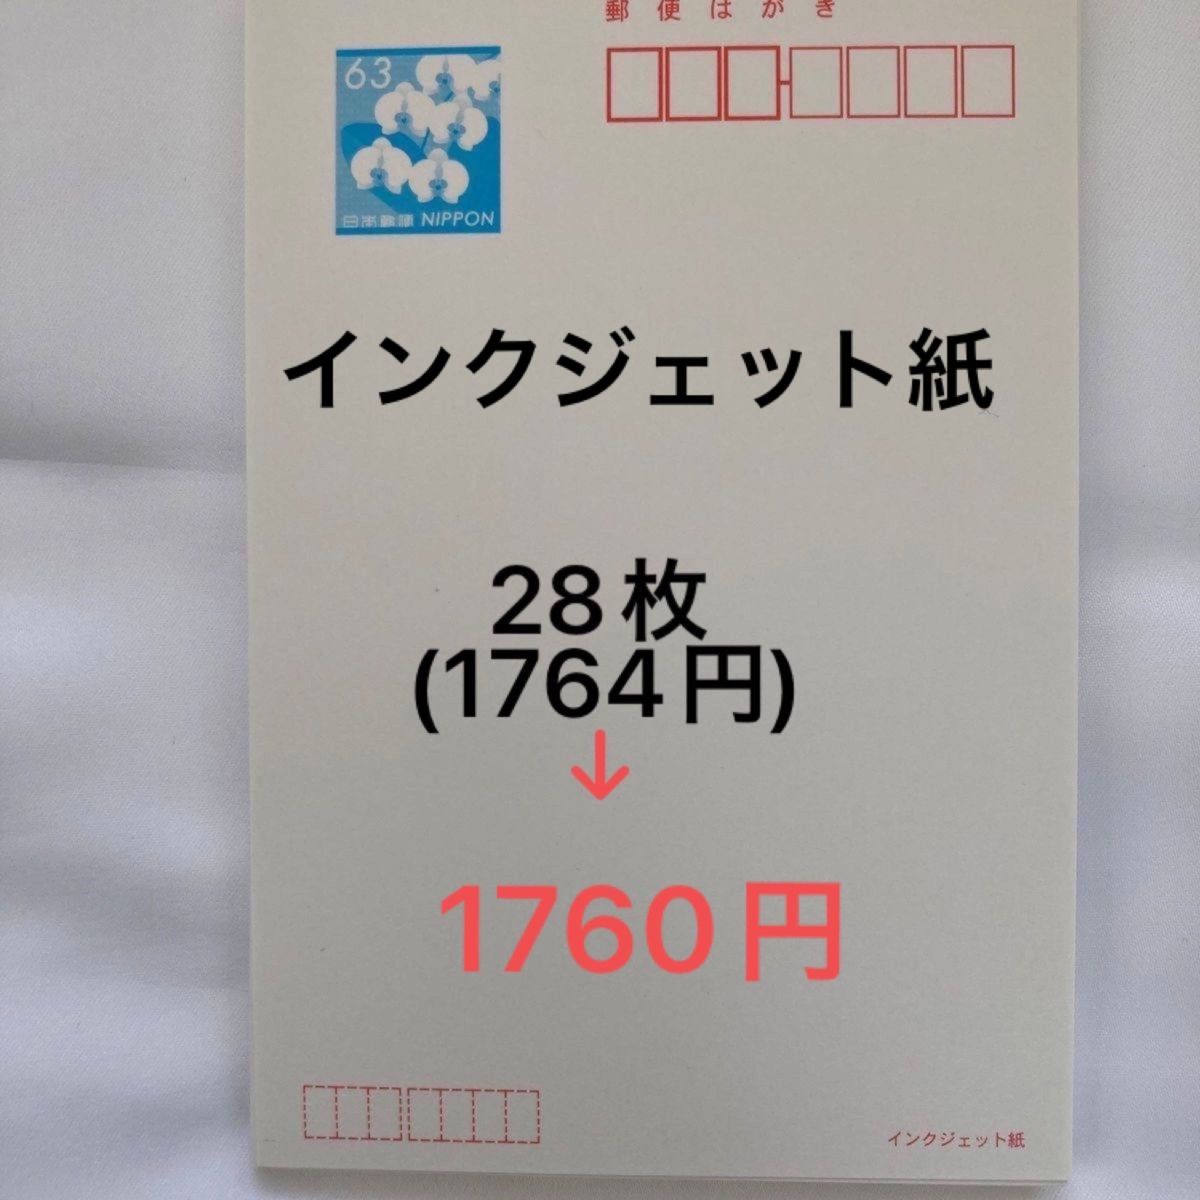 郵便はがき
63
日本郵便 NIPPON
インクジェット紙
28枚
(1764円)
↓
1760円
インクジェット紙